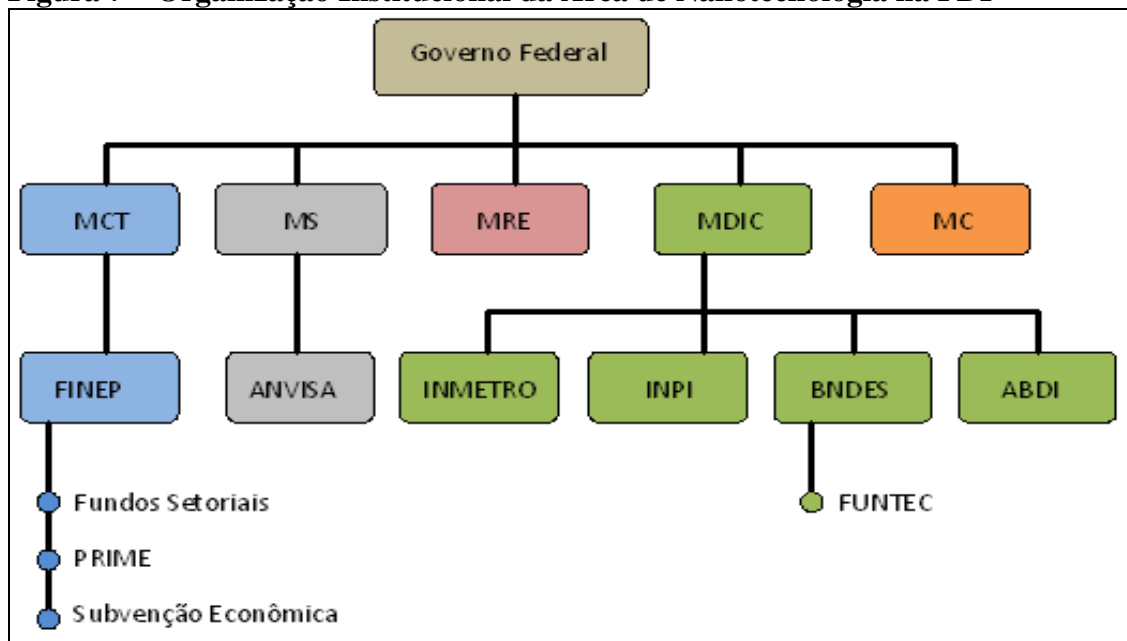 Governo Federal
MCT MS MRE MDIC MC
FINEP ANVISA INMETRO INPI BNDES ABDI
Fundos Setoriais FUNTEC
PRIME
Subvenção Econômica